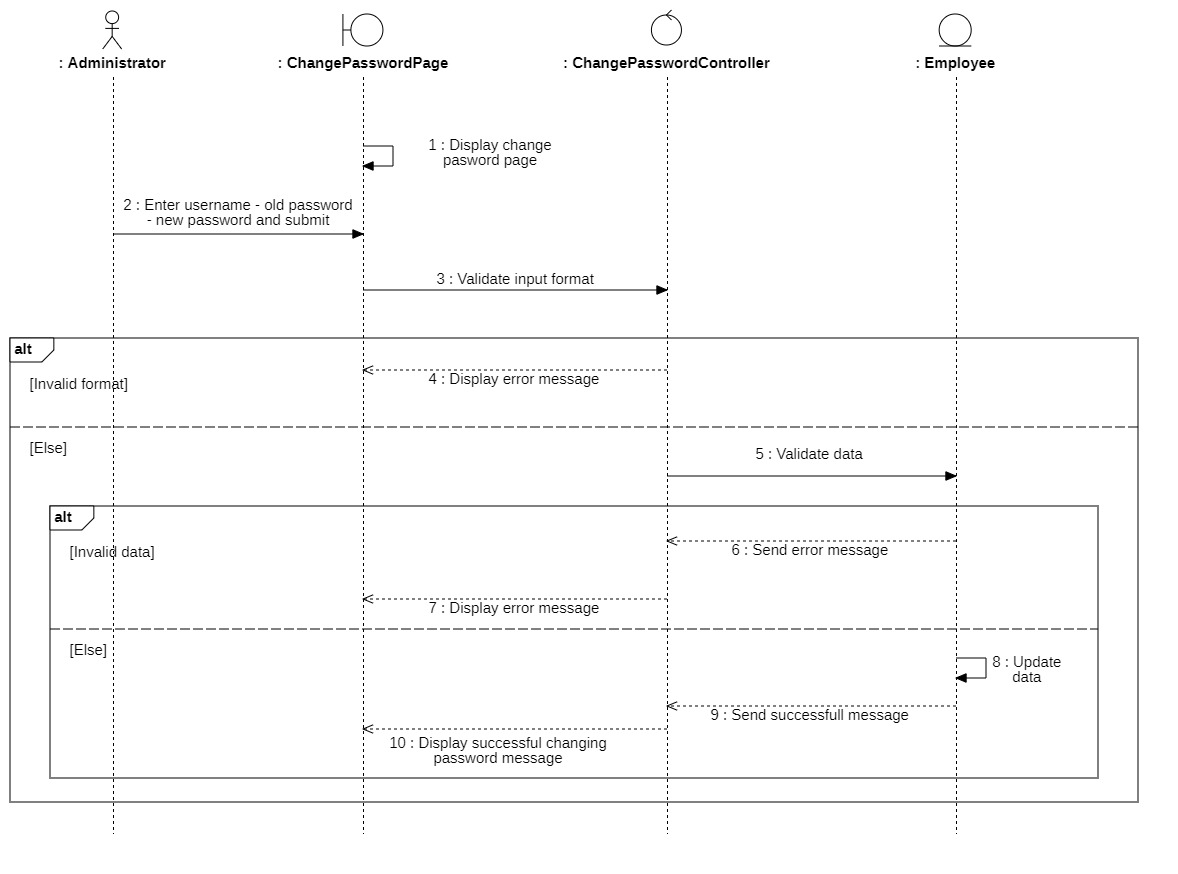 : Administrator
: ChangePasswordPage
: ChangePasswordController
: Employee
1 : Display change
pasword page
2 : Enter username - old password
- new password and submit
3 : Validate input format
alt
[Invalid format]
4 : Display error message
[Else]
5 : Validate data
alt
[Invalid data]
6 : Send error message
7 : Display error message
[Else]
8 : Update
data
9 : Send successfull message
10 : Display successful changing
password message